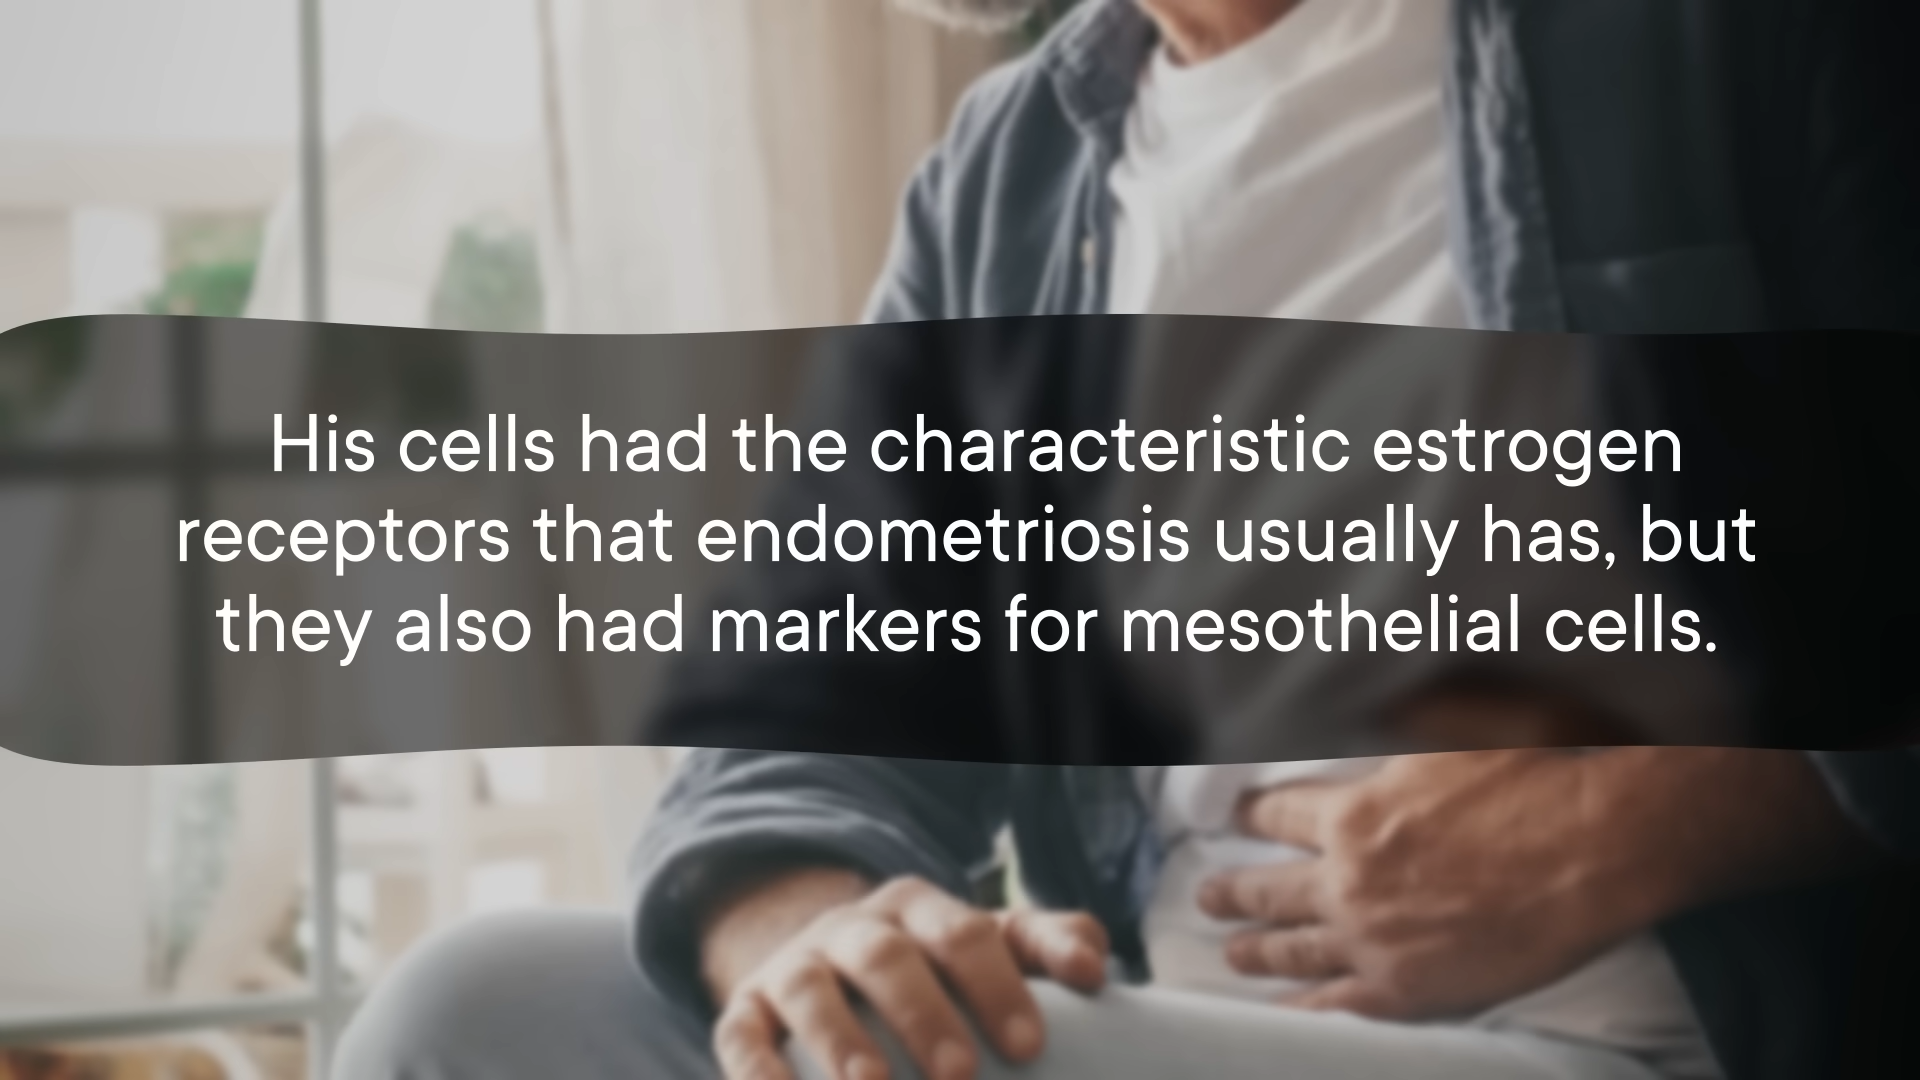 His cells had the characteristic estrogen
receptors that endometriosis usually has, but
they also had markers for mesothelial cells.